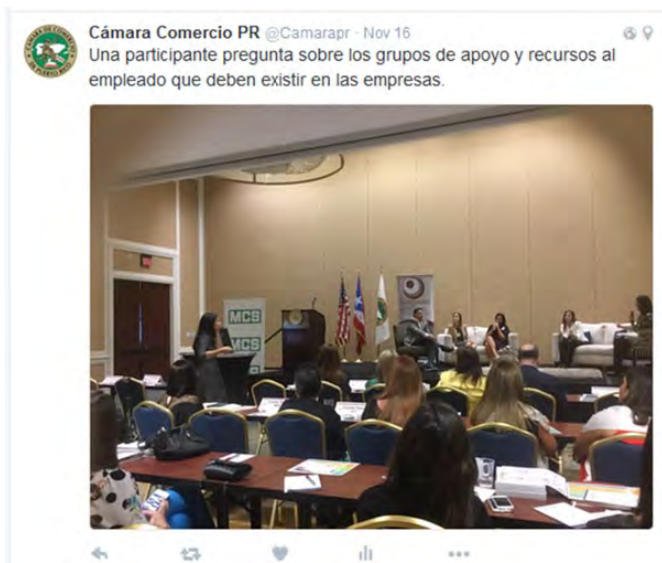 Cámara Comercio PR @Camarapr · Nov 16
Una participante pregunta sobre los grupos de apoyo y recursos al
empleado que deben existir en las empresas.
MCS
MCS